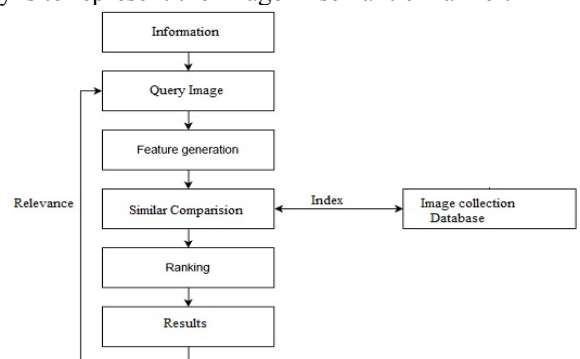 Information
Query Image
Feature generation
Relevance
Similar Comparision
Index
Image collection
Database
Ranking
Results